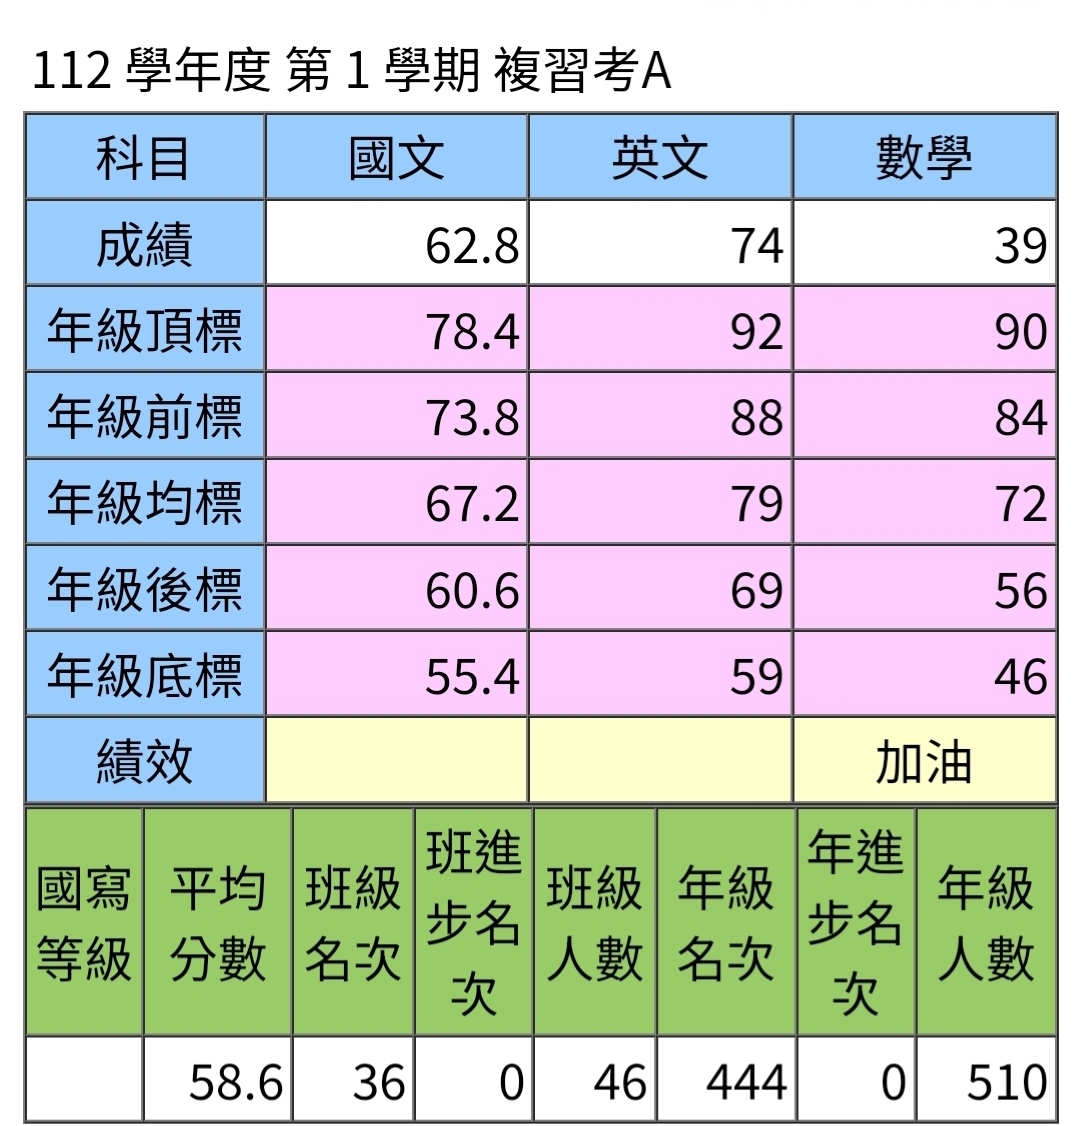 112 學年度 第 1 學期 複習考A
科目 國文 英文 數學
成績 62.8 74 39
年級頂標 78.4 92 90
年級前標 73.8 88 84
年級均標 67.2 79 72
年級後標 60.6 69 56
年級底標 55.4 59 46
績效 加油
國寫等級 平均分數 班級名次 班進步名次 班級人數 年級名次 年進步名次 年級人數
58.6 36 0 46 444 0 510